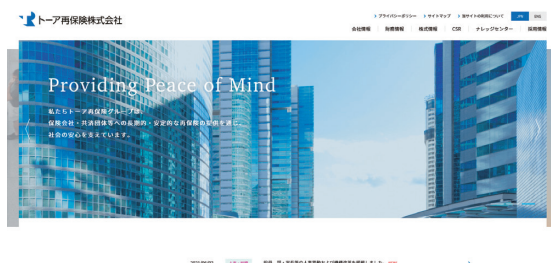 トーア再保険株式会社
プライバシーポリシー サイトマップ 当サイトの利用について JPN ENG
会社情報 財務情報 株式情報 CSR ナレッジセンター 採用情報
Providing Peace of Mind
私たちトーア再保険グループは、
保険会社・共済団体等への長期的・安定的な再保険の提供を通じ、
社会の安心を支えています。